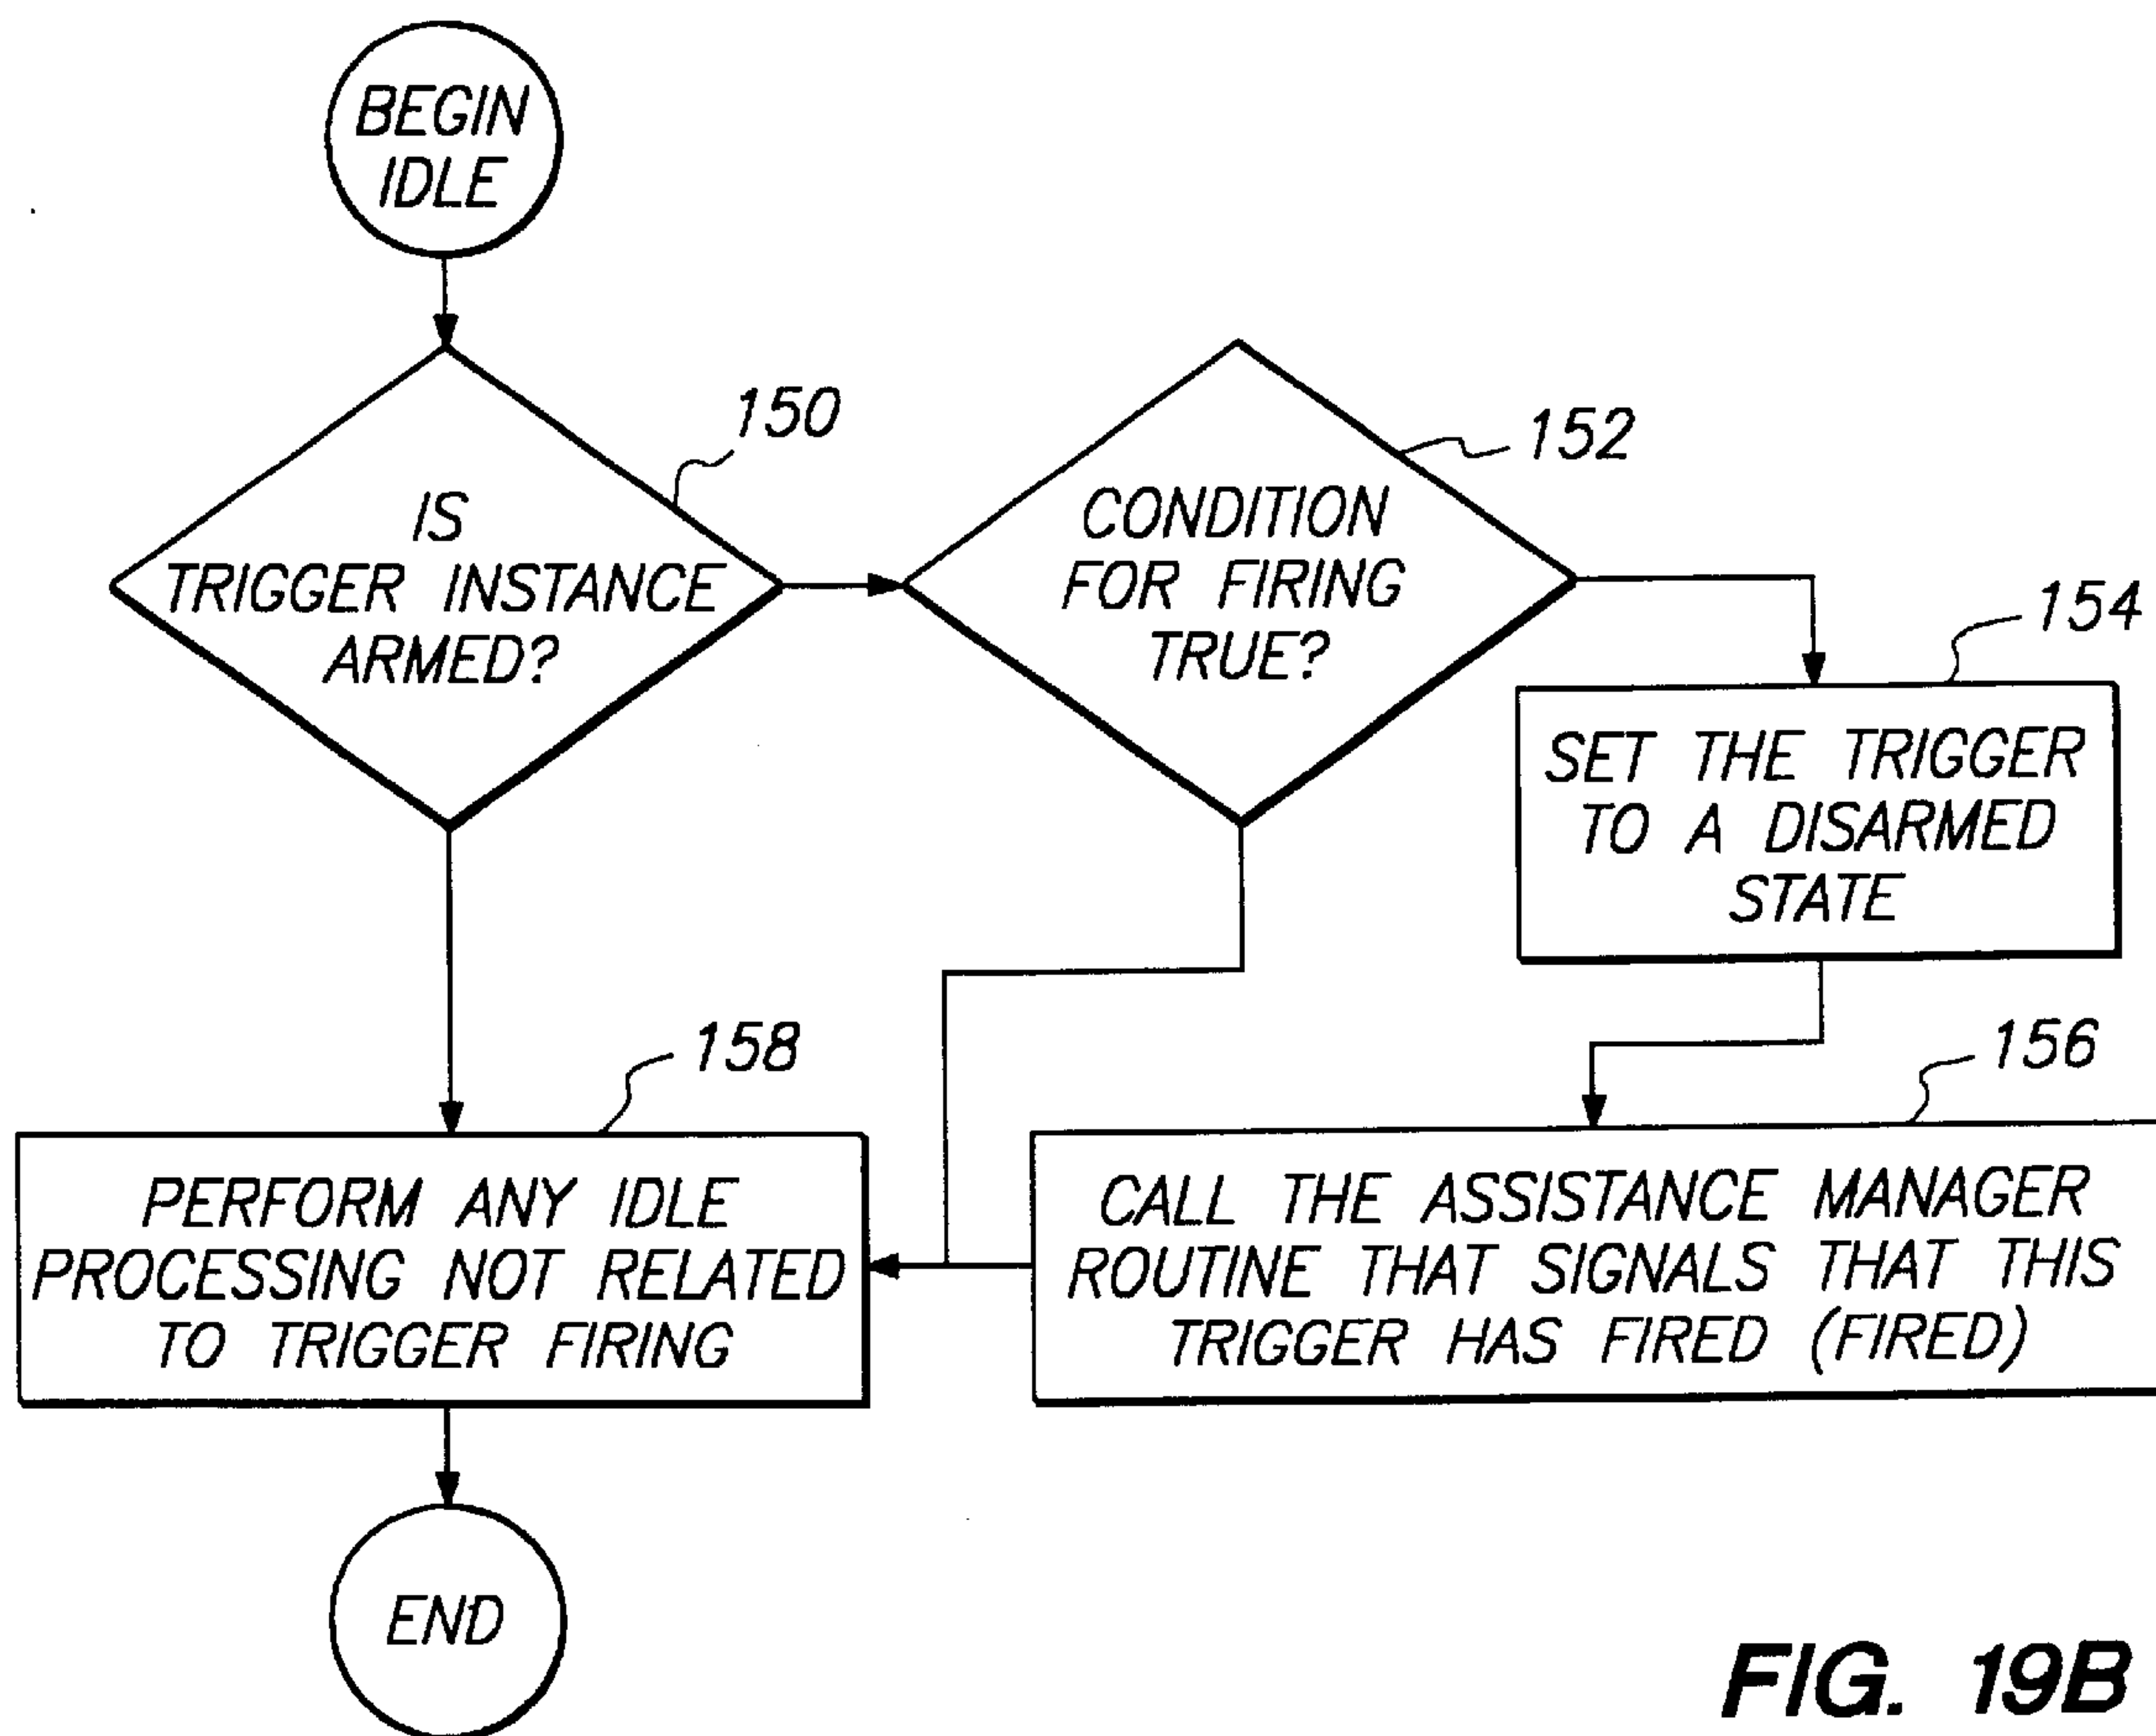 BEGIN
IDLE
150
IS
TRIGGER INSTANCE
ARMED?
152
CONDITION
FOR FIRING
TRUE?
154
SET THE TRIGGER
TO A DISARMED
STATE
158
PERFORM ANY IDLE
PROCESSING NOT RELATED
TO TRIGGER FIRING
156
CALL THE ASSISTANCE MANAGER
ROUTINE THAT SIGNALS THAT THIS
TRIGGER HAS FIRED (FIRED)
END
FIG. 19B